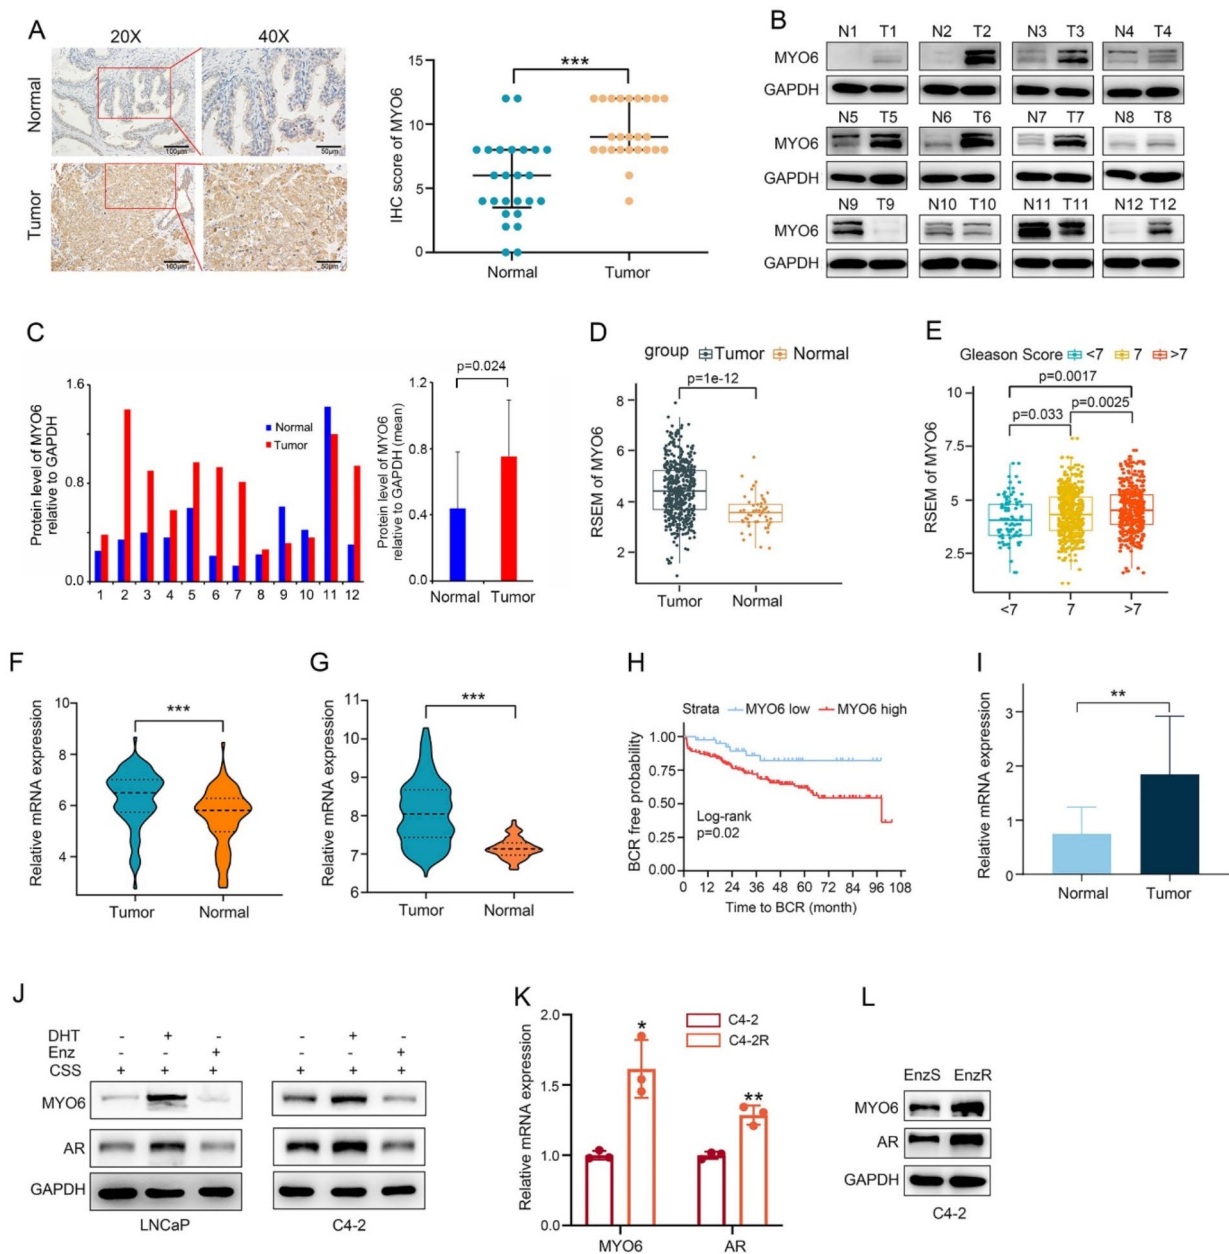 A
20X
40X
Normal
Tumor
100μm
50μm
100μm
50μm
IHC score of MYO6
15
10
5
0
***
Normal
Tumor
B
N1 T1 N2 T2 N3 T3 N4 T4
MYO6
GAPDH
N5 T5 N6 T6 N7 T7 N8 T8
MYO6
GAPDH
N9 T9 N10 T10 N11 T11 N12 T12
MYO6
GAPDH
C
Protein level of MYO6
relative to GAPDH
1.6
1.2
0.8
0.4
0.0
Normal
Tumor
1 2 3 4 5 6 7 8 9 10 11 12
Protein level of MYO6
relative to GAPDH (mean)
p=0.024
1.2
0.8
0.4
0.0
Normal
Tumor
D
group Tumor Normal
p=1e-12
RSEM of MYO6
8
6
4
2
Tumor
Normal
E
Gleason Score <7 7 >7
p=0.0017
p=0.033
p=0.0025
RSEM of MYO6
10
7.5
5.0
2.5
<7 7 >7
F
Relative mRNA expression
10
8
6
4
***
Tumor
Normal
G
Relative mRNA expression
11
10
9
8
7
6
***
Tumor
Normal
H
Strata MYO6 low MYO6 high
BCR free probability
1.00
0.75
0.50
0.25
0.00
Log-rank
p=0.02
0 12 24 36 48 60 72 84 96 108
Time to BCR (month)
I
Relative mRNA expression
3
2
1
0
**
Normal
Tumor
J
DHT - + - - + -
Enz - - + - - +
CSS + + + + + +
MYO6
AR
GAPDH
LNCaP
C4-2
K
Relative mRNA expression
2.0
1.5
1.0
0.5
0.0
C4-2
C4-2R
*
**
MYO6
AR
L
EnzS EnzR
MYO6
AR
GAPDH
C4-2